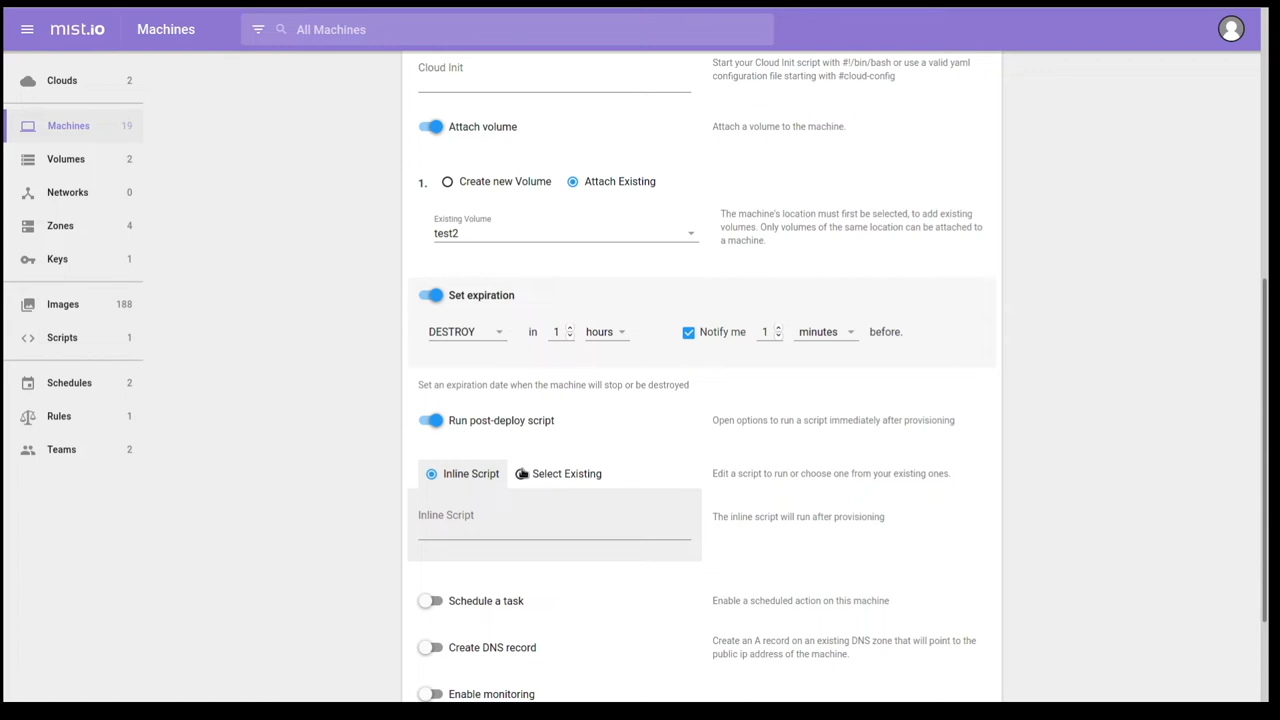 mist.io Machines All Machines
Clouds 2
Machines 19
Volumes 2
Networks 0
Zones 4
Keys 1
Images 188
Scripts 1
Schedules 2
Rules 1
Teams 2
Cloud Init
Start your Cloud Init script with #!/bin/bash or use a valid yaml
configuration file starting with #cloud-config
Attach volume
Attach a volume to the machine.
1. Create new Volume Attach Existing
Existing Volume
test2
The machine's location must first be selected, to add existing
volumes. Only volumes of the same location can be attached to
a machine.
Set expiration
DESTROY in 1 hours Notify me 1 minutes before.
Set an expiration date when the machine will stop or be destroyed
Run post-deploy script
Open options to run a script immediately after provisioning
Inline Script Select Existing
Edit a script to run or choose one from your existing ones.
Inline Script
The inline script will run after provisioning
Schedule a task
Enable a scheduled action on this machine
Create DNS record
Create an A record on an existing DNS zone that will point to the
public ip address of the machine.
Enable monitoring